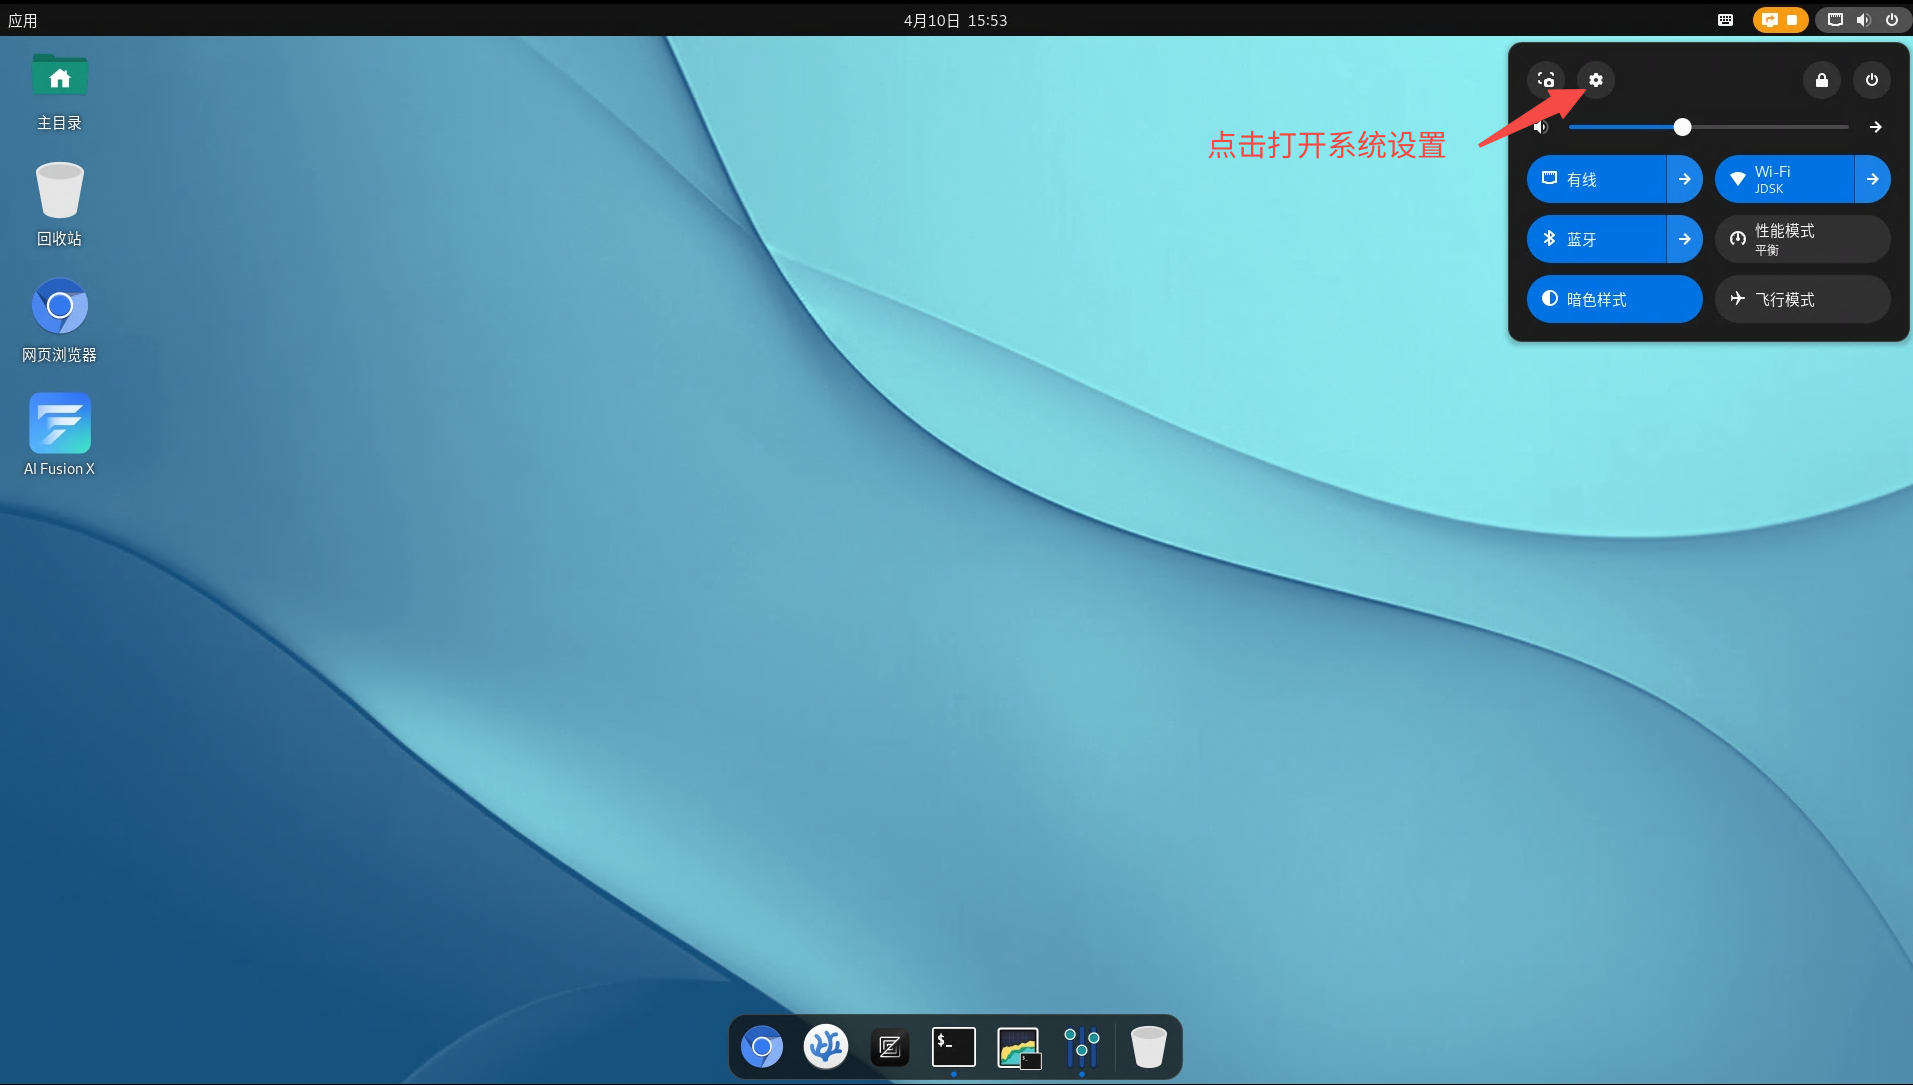 应用
4月10日 15:53
主目录
回收站
网页浏览器
AI Fusion X
点击打开系统设置
有线
Wi-Fi
JDSK
蓝牙
性能模式
平衡
暗色样式
飞行模式
$_